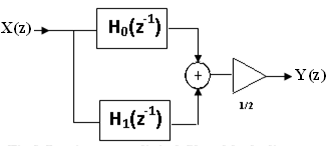 X(z)
H₀(z⁻¹)
+
Y(z)
1/2
H₁(z⁻¹)